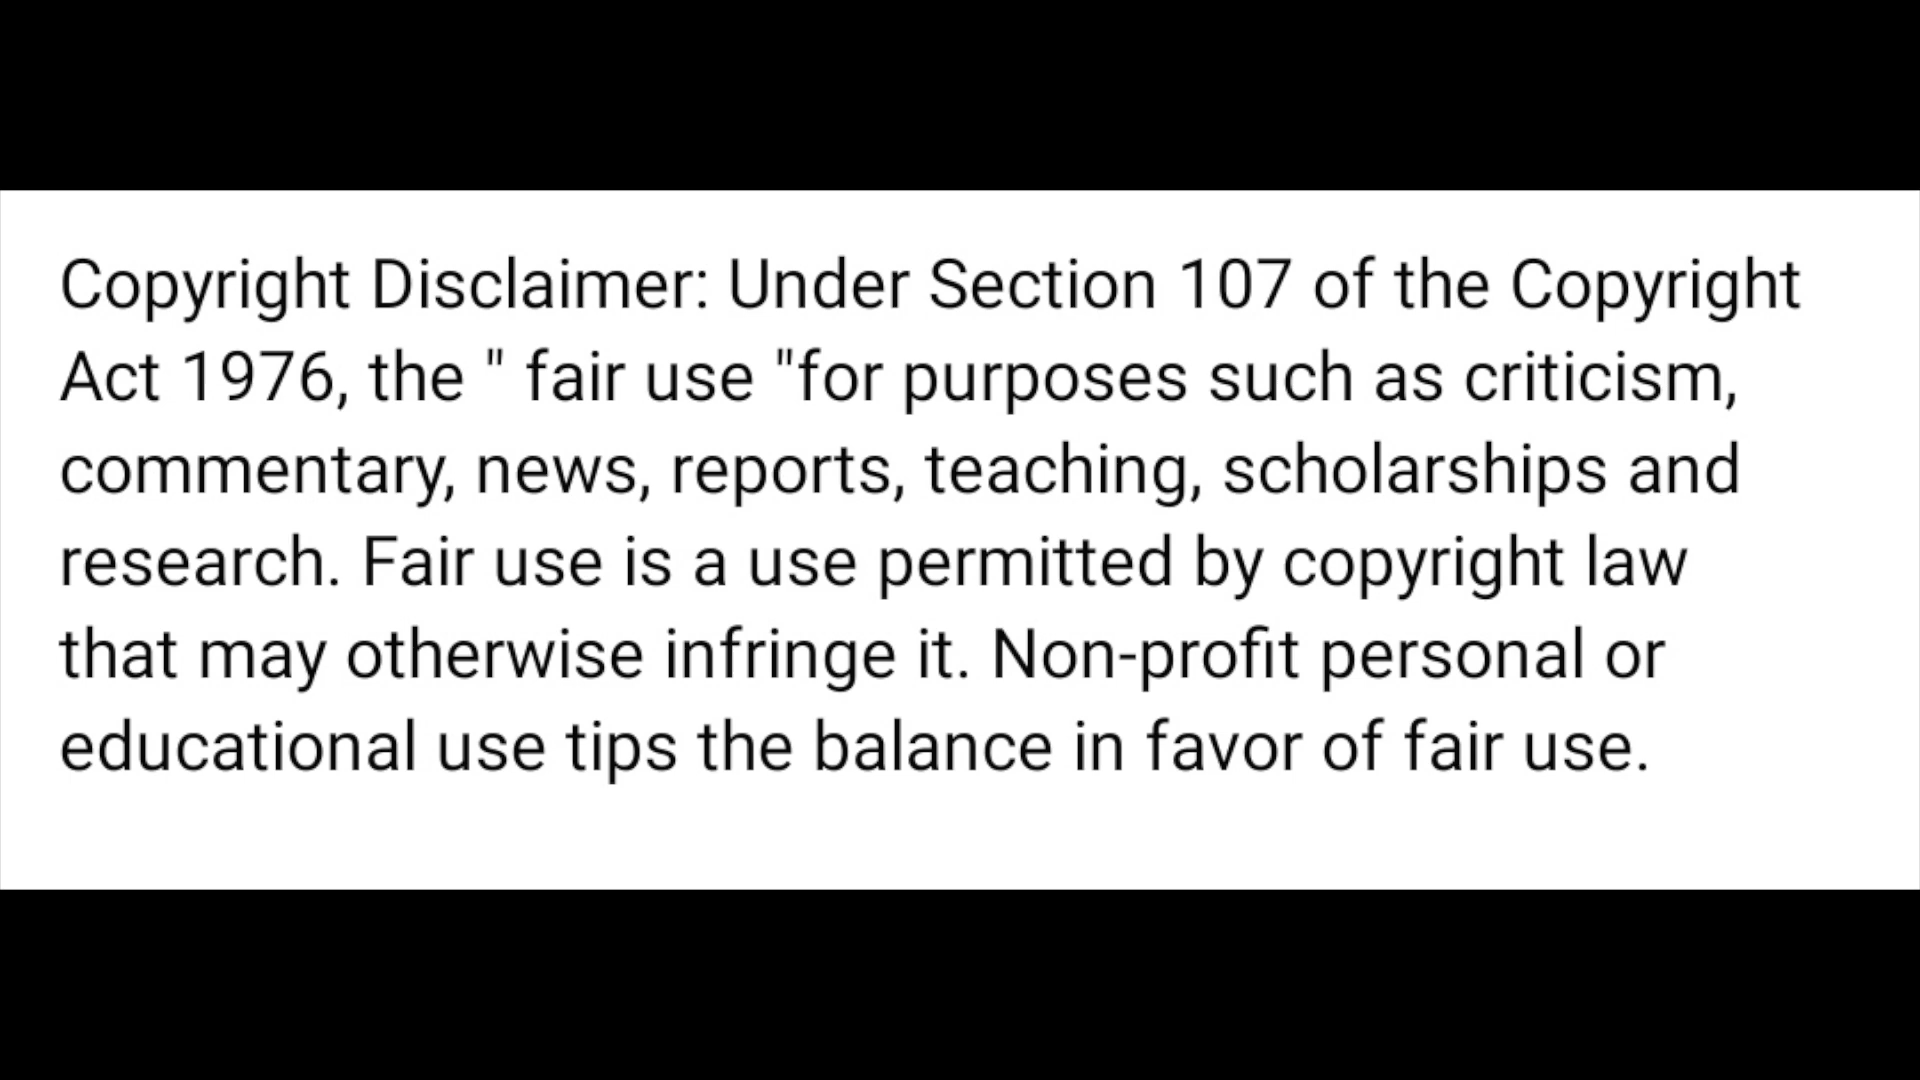 Copyright Disclaimer: Under Section 107 of the Copyright
Act 1976, the " fair use "for purposes such as criticism,
commentary, news, reports, teaching, scholarships and
research. Fair use is a use permitted by copyright law
that may otherwise infringe it. Non-profit personal or
educational use tips the balance in favor of fair use.